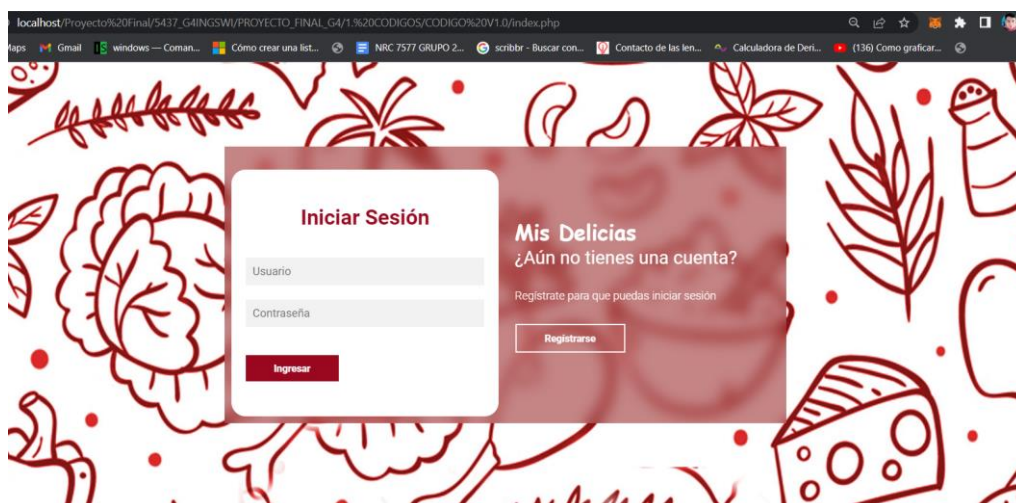 localhost/Proyecto%20Final/5437_G4INGSWI/PROYECTO_FINAL_G4/1.%20CODIGOS/CODIGO%20V1.0/index.php
Maps Gmail windows — Coman... Cómo crear una list... NRC 7577 GRUPO 2... scribbr - Buscar con... Contacto de las len... Calculadora de Deri... (136) Como graficar...
Iniciar Sesión
Usuario
Contraseña
Ingresar
Mis Delicias
¿Aún no tienes una cuenta?
Regístrate para que puedas iniciar sesión
Registrarse